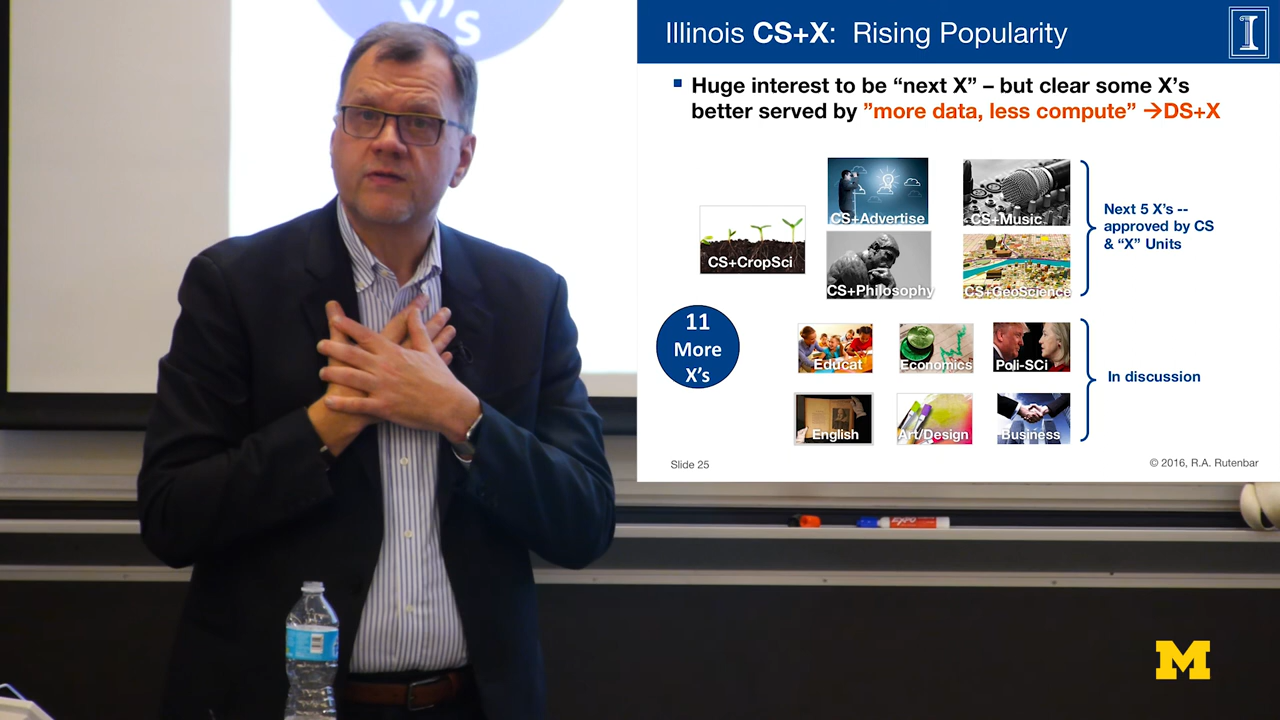 X's
Illinois CS+X: Rising Popularity
I
▪ Huge interest to be “next X” – but clear some X’s
better served by ”more data, less compute” →DS+X
CS+Advertise
CS+Music
CS+CropSci
CS+Philosophy
CS+GeoScience
Next 5 X’s --
approved by CS
& “X” Units
11
More
X’s
Educat
Economics
Poli-SCi
In discussion
English
Art/Design
Business
Slide 25
© 2016, R.A. Rutenbar
EXPO
M